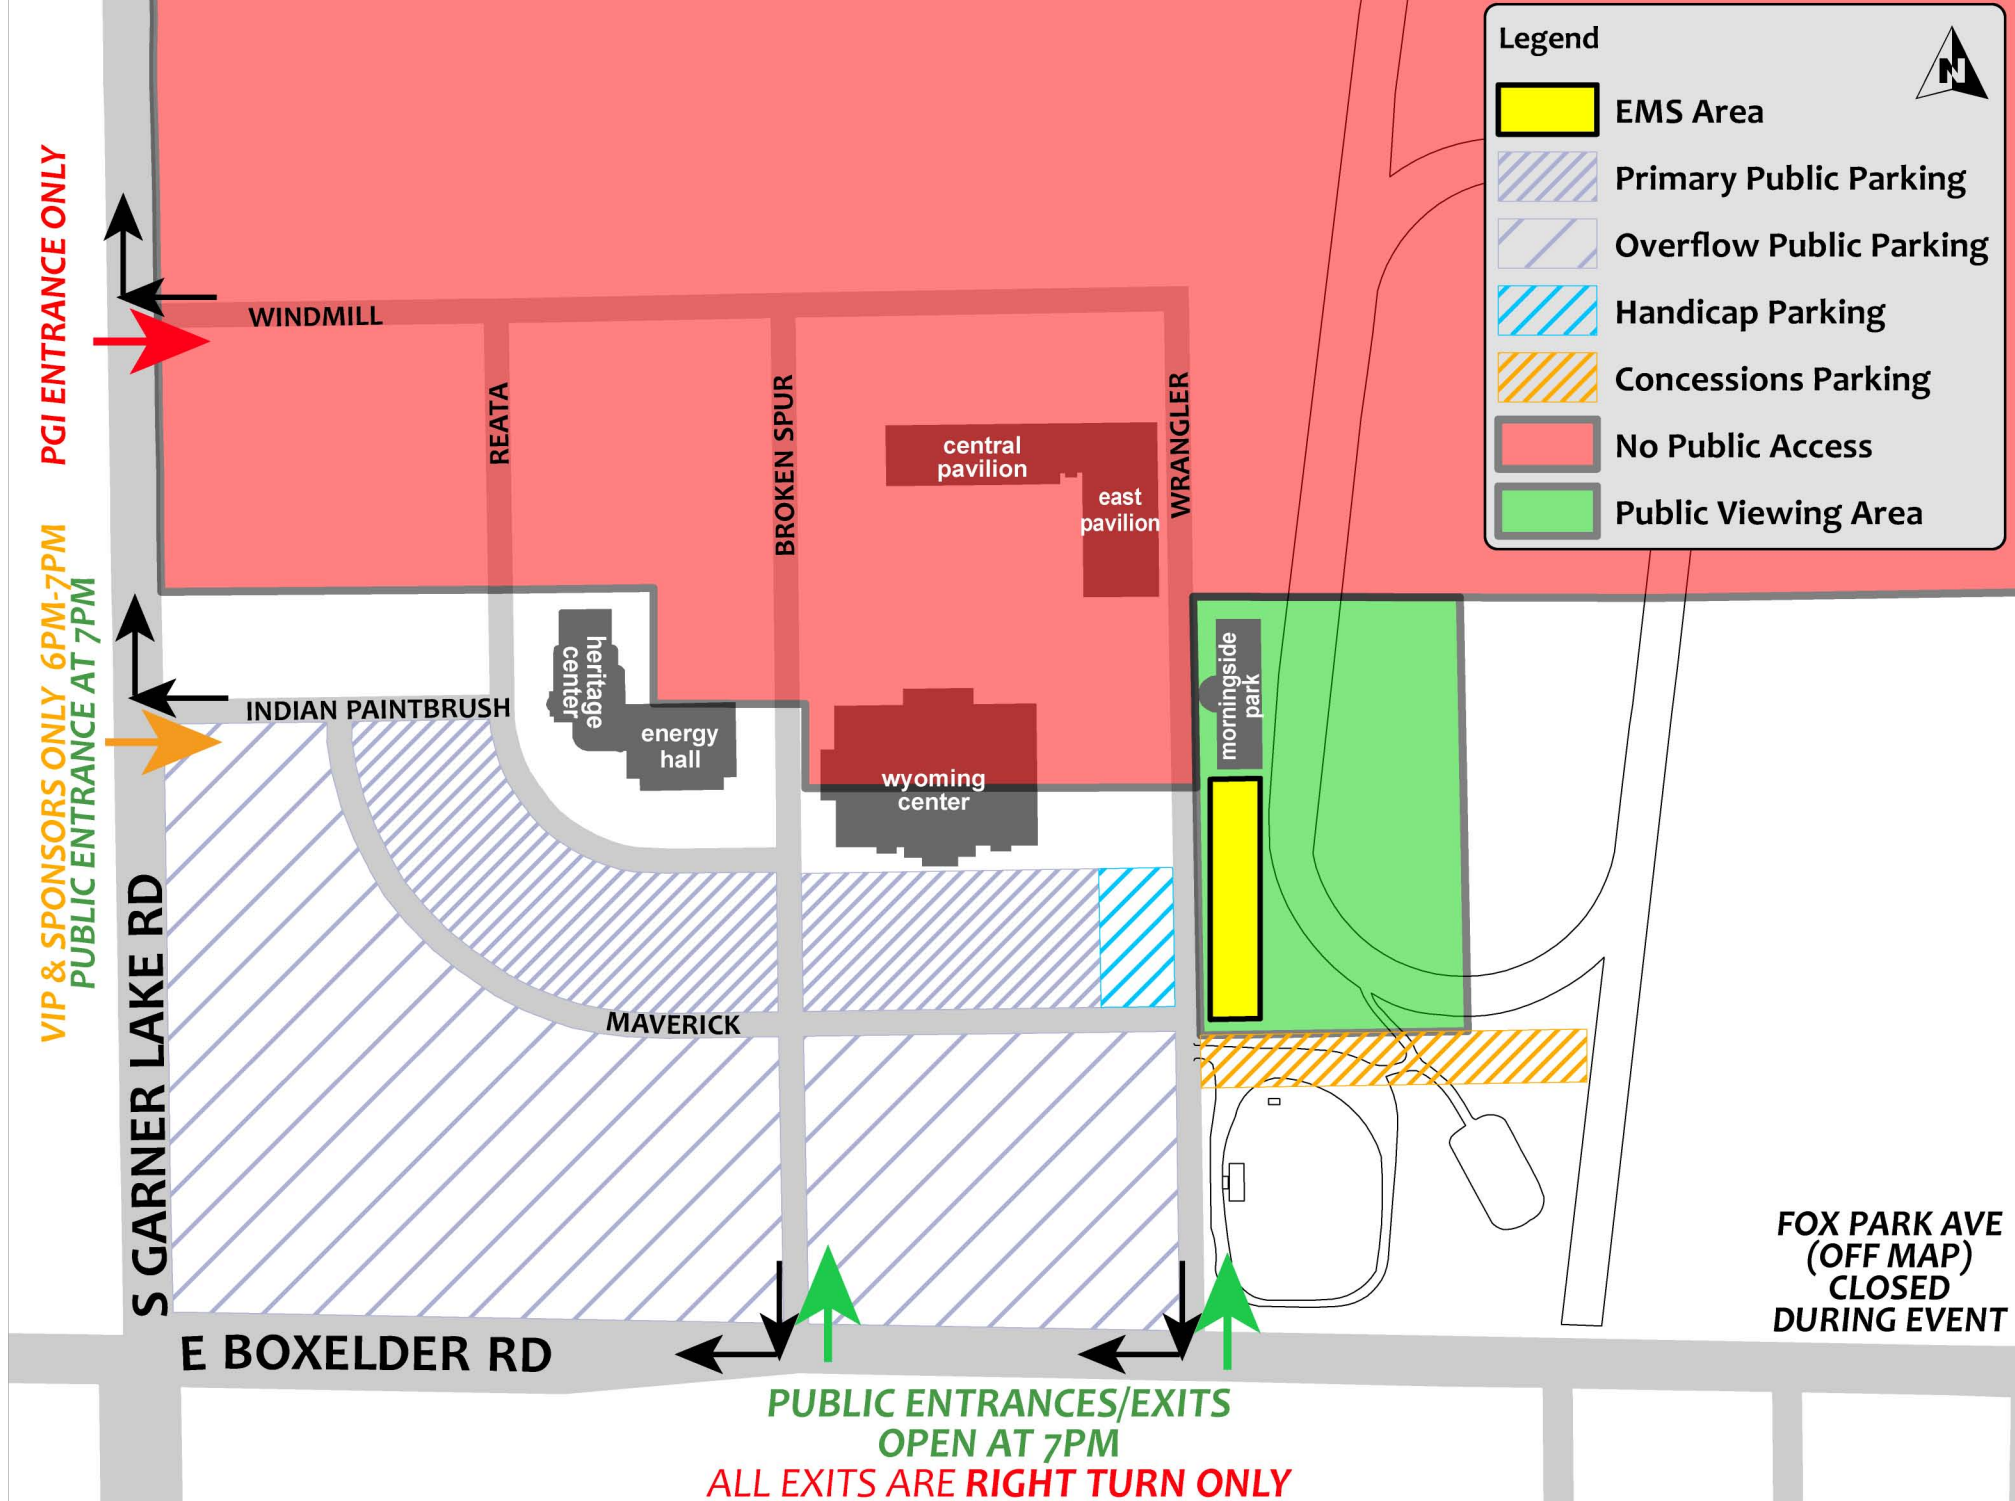 Legend
N
EMS Area
Primary Public Parking
Overflow Public Parking
Handicap Parking
Concessions Parking
No Public Access
Public Viewing Area
PGI ENTRANCE ONLY
WINDMILL
REATA
BROKEN SPUR
WRANGLER
central
pavilion
east
pavilion
VIP & SPONSORS ONLY 6PM-7PM
PUBLIC ENTRANCE AT 7PM
heritage
center
energy
hall
wyoming
center
morningside
park
INDIAN PAINTBRUSH
MAVERICK
S GARNER LAKE RD
E BOXELDER RD
FOX PARK AVE
(OFF MAP)
CLOSED
DURING EVENT
PUBLIC ENTRANCES/EXITS
OPEN AT 7PM
ALL EXITS ARE RIGHT TURN ONLY